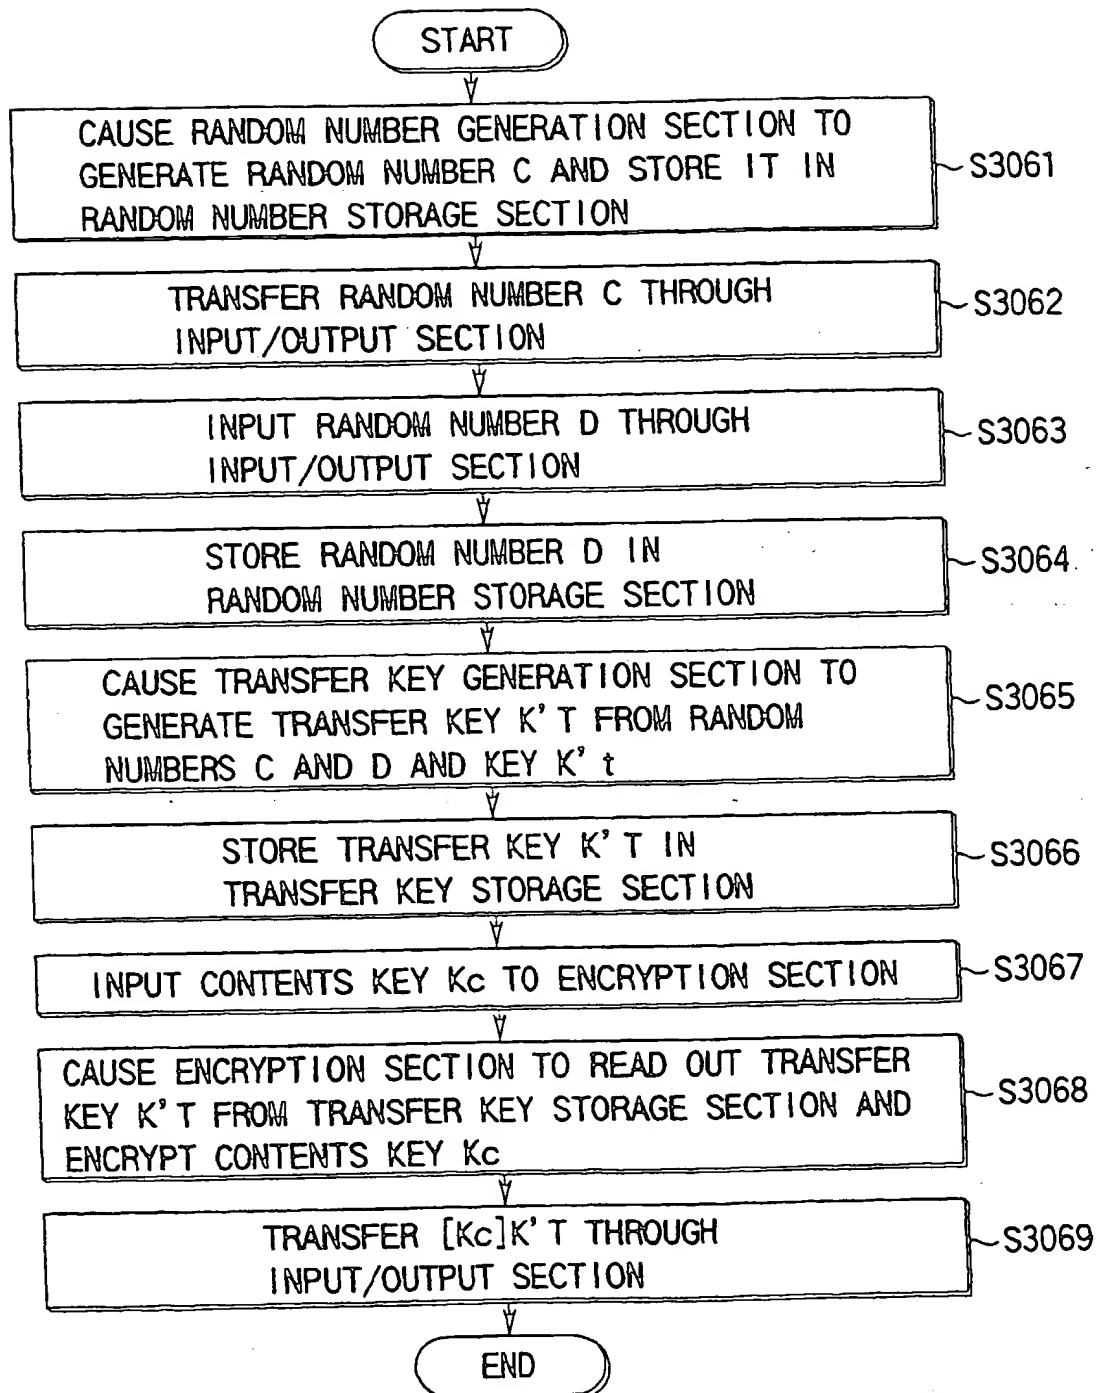 START
CAUSE RANDOM NUMBER GENERATION SECTION TO
GENERATE RANDOM NUMBER C AND STORE IT IN
RANDOM NUMBER STORAGE SECTION
S3061
TRANSFER RANDOM NUMBER C THROUGH
INPUT/OUTPUT SECTION
S3062
INPUT RANDOM NUMBER D THROUGH
INPUT/OUTPUT SECTION
S3063
STORE RANDOM NUMBER D IN
RANDOM NUMBER STORAGE SECTION
S3064
CAUSE TRANSFER KEY GENERATION SECTION TO
GENERATE TRANSFER KEY K'T FROM RANDOM
NUMBERS C AND D AND KEY K't
S3065
STORE TRANSFER KEY K'T IN
TRANSFER KEY STORAGE SECTION
S3066
INPUT CONTENTS KEY Kc TO ENCRYPTION SECTION
S3067
CAUSE ENCRYPTION SECTION TO READ OUT TRANSFER
KEY K'T FROM TRANSFER KEY STORAGE SECTION AND
ENCRYPT CONTENTS KEY Kc
S3068
TRANSFER [Kc]K'T THROUGH
INPUT/OUTPUT SECTION
S3069
END